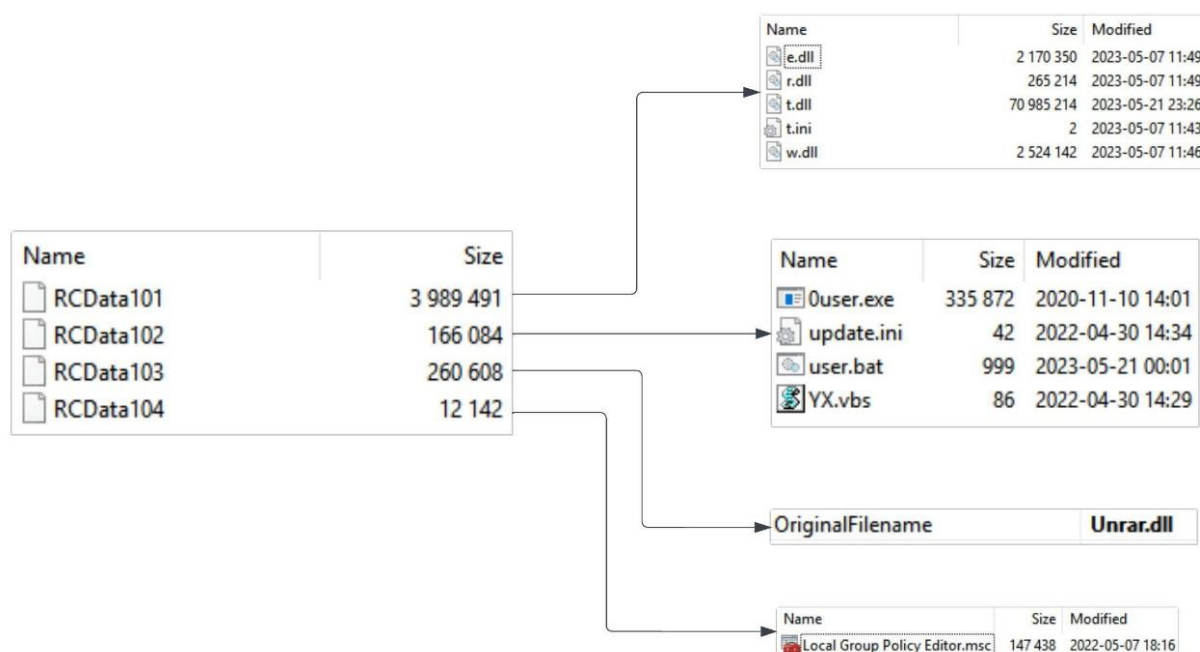 Name Size Modified
e.dll 2 170 350 2023-05-07 11:49
r.dll 265 214 2023-05-07 11:49
t.dll 70 985 214 2023-05-21 23:26
t.ini 2 2023-05-07 11:43
w.dll 2 524 142 2023-05-07 11:46
Name Size
RCData101 3 989 491
RCData102 166 084
RCData103 260 608
RCData104 12 142
Name Size Modified
0user.exe 335 872 2020-11-10 14:01
update.ini 42 2022-04-30 14:34
user.bat 999 2023-05-21 00:01
YX.vbs 86 2022-04-30 14:29
OriginalFilename Unrar.dll
Name Size Modified
Local Group Policy Editor.msc 147 438 2022-05-07 18:16